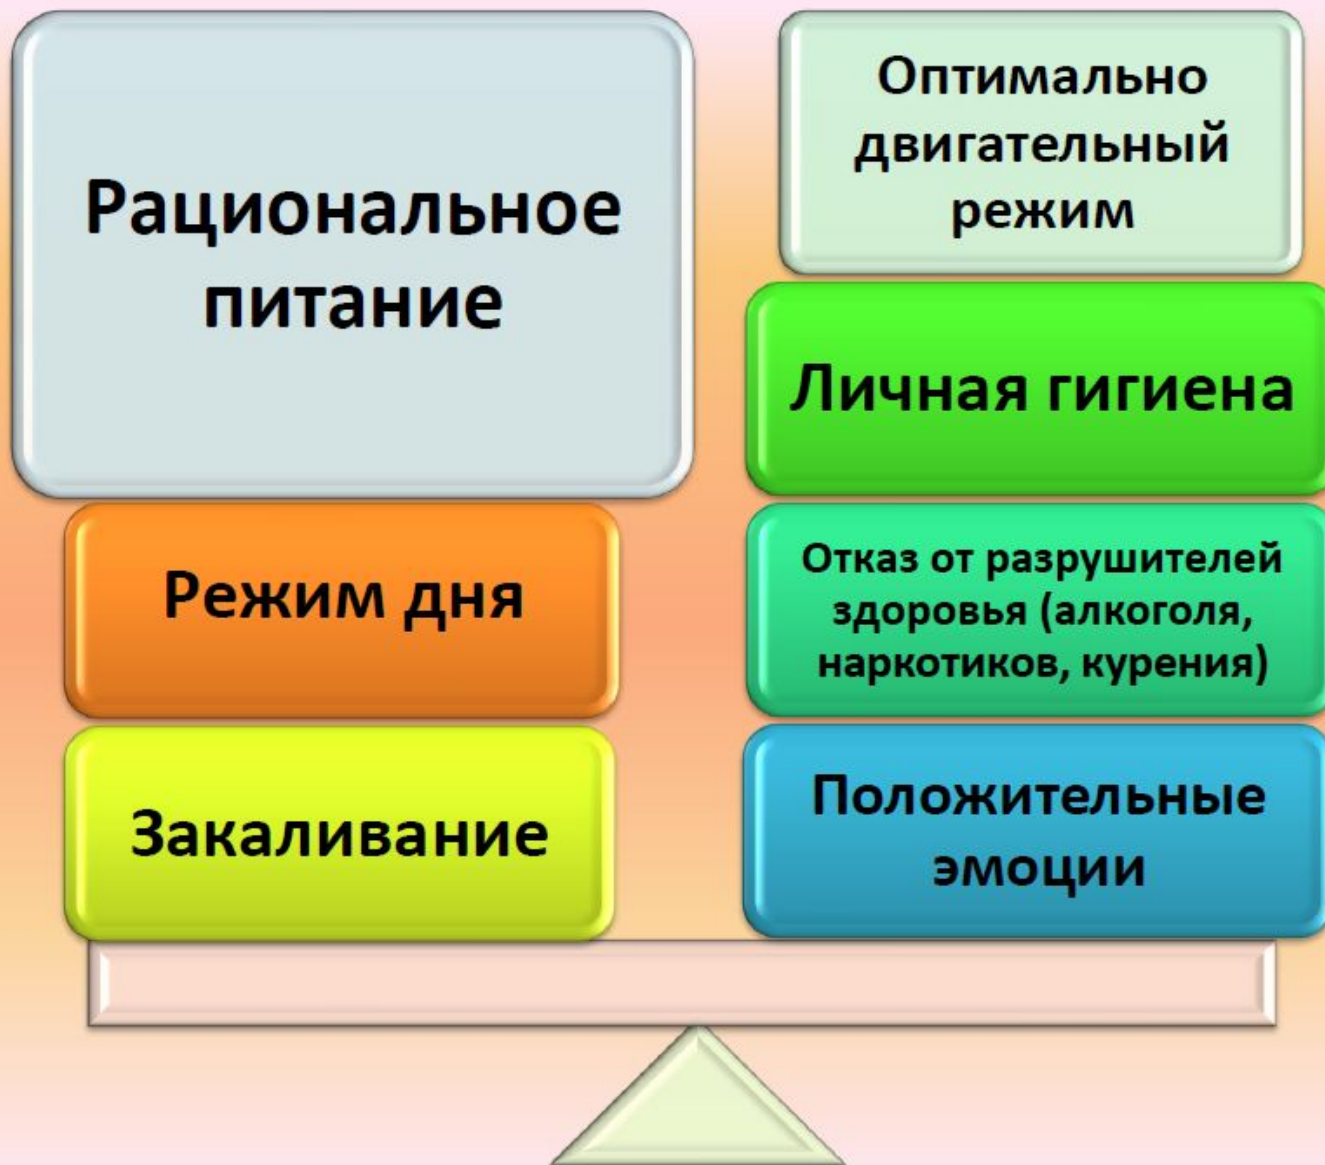 Рациональное
питание
Режим дня
Закаливание
Оптимально
двигательный
режим
Личная гигиена
Отказ от разрушителей
здоровья (алкоголя,
наркотиков, курения)
Положительные
эмоции